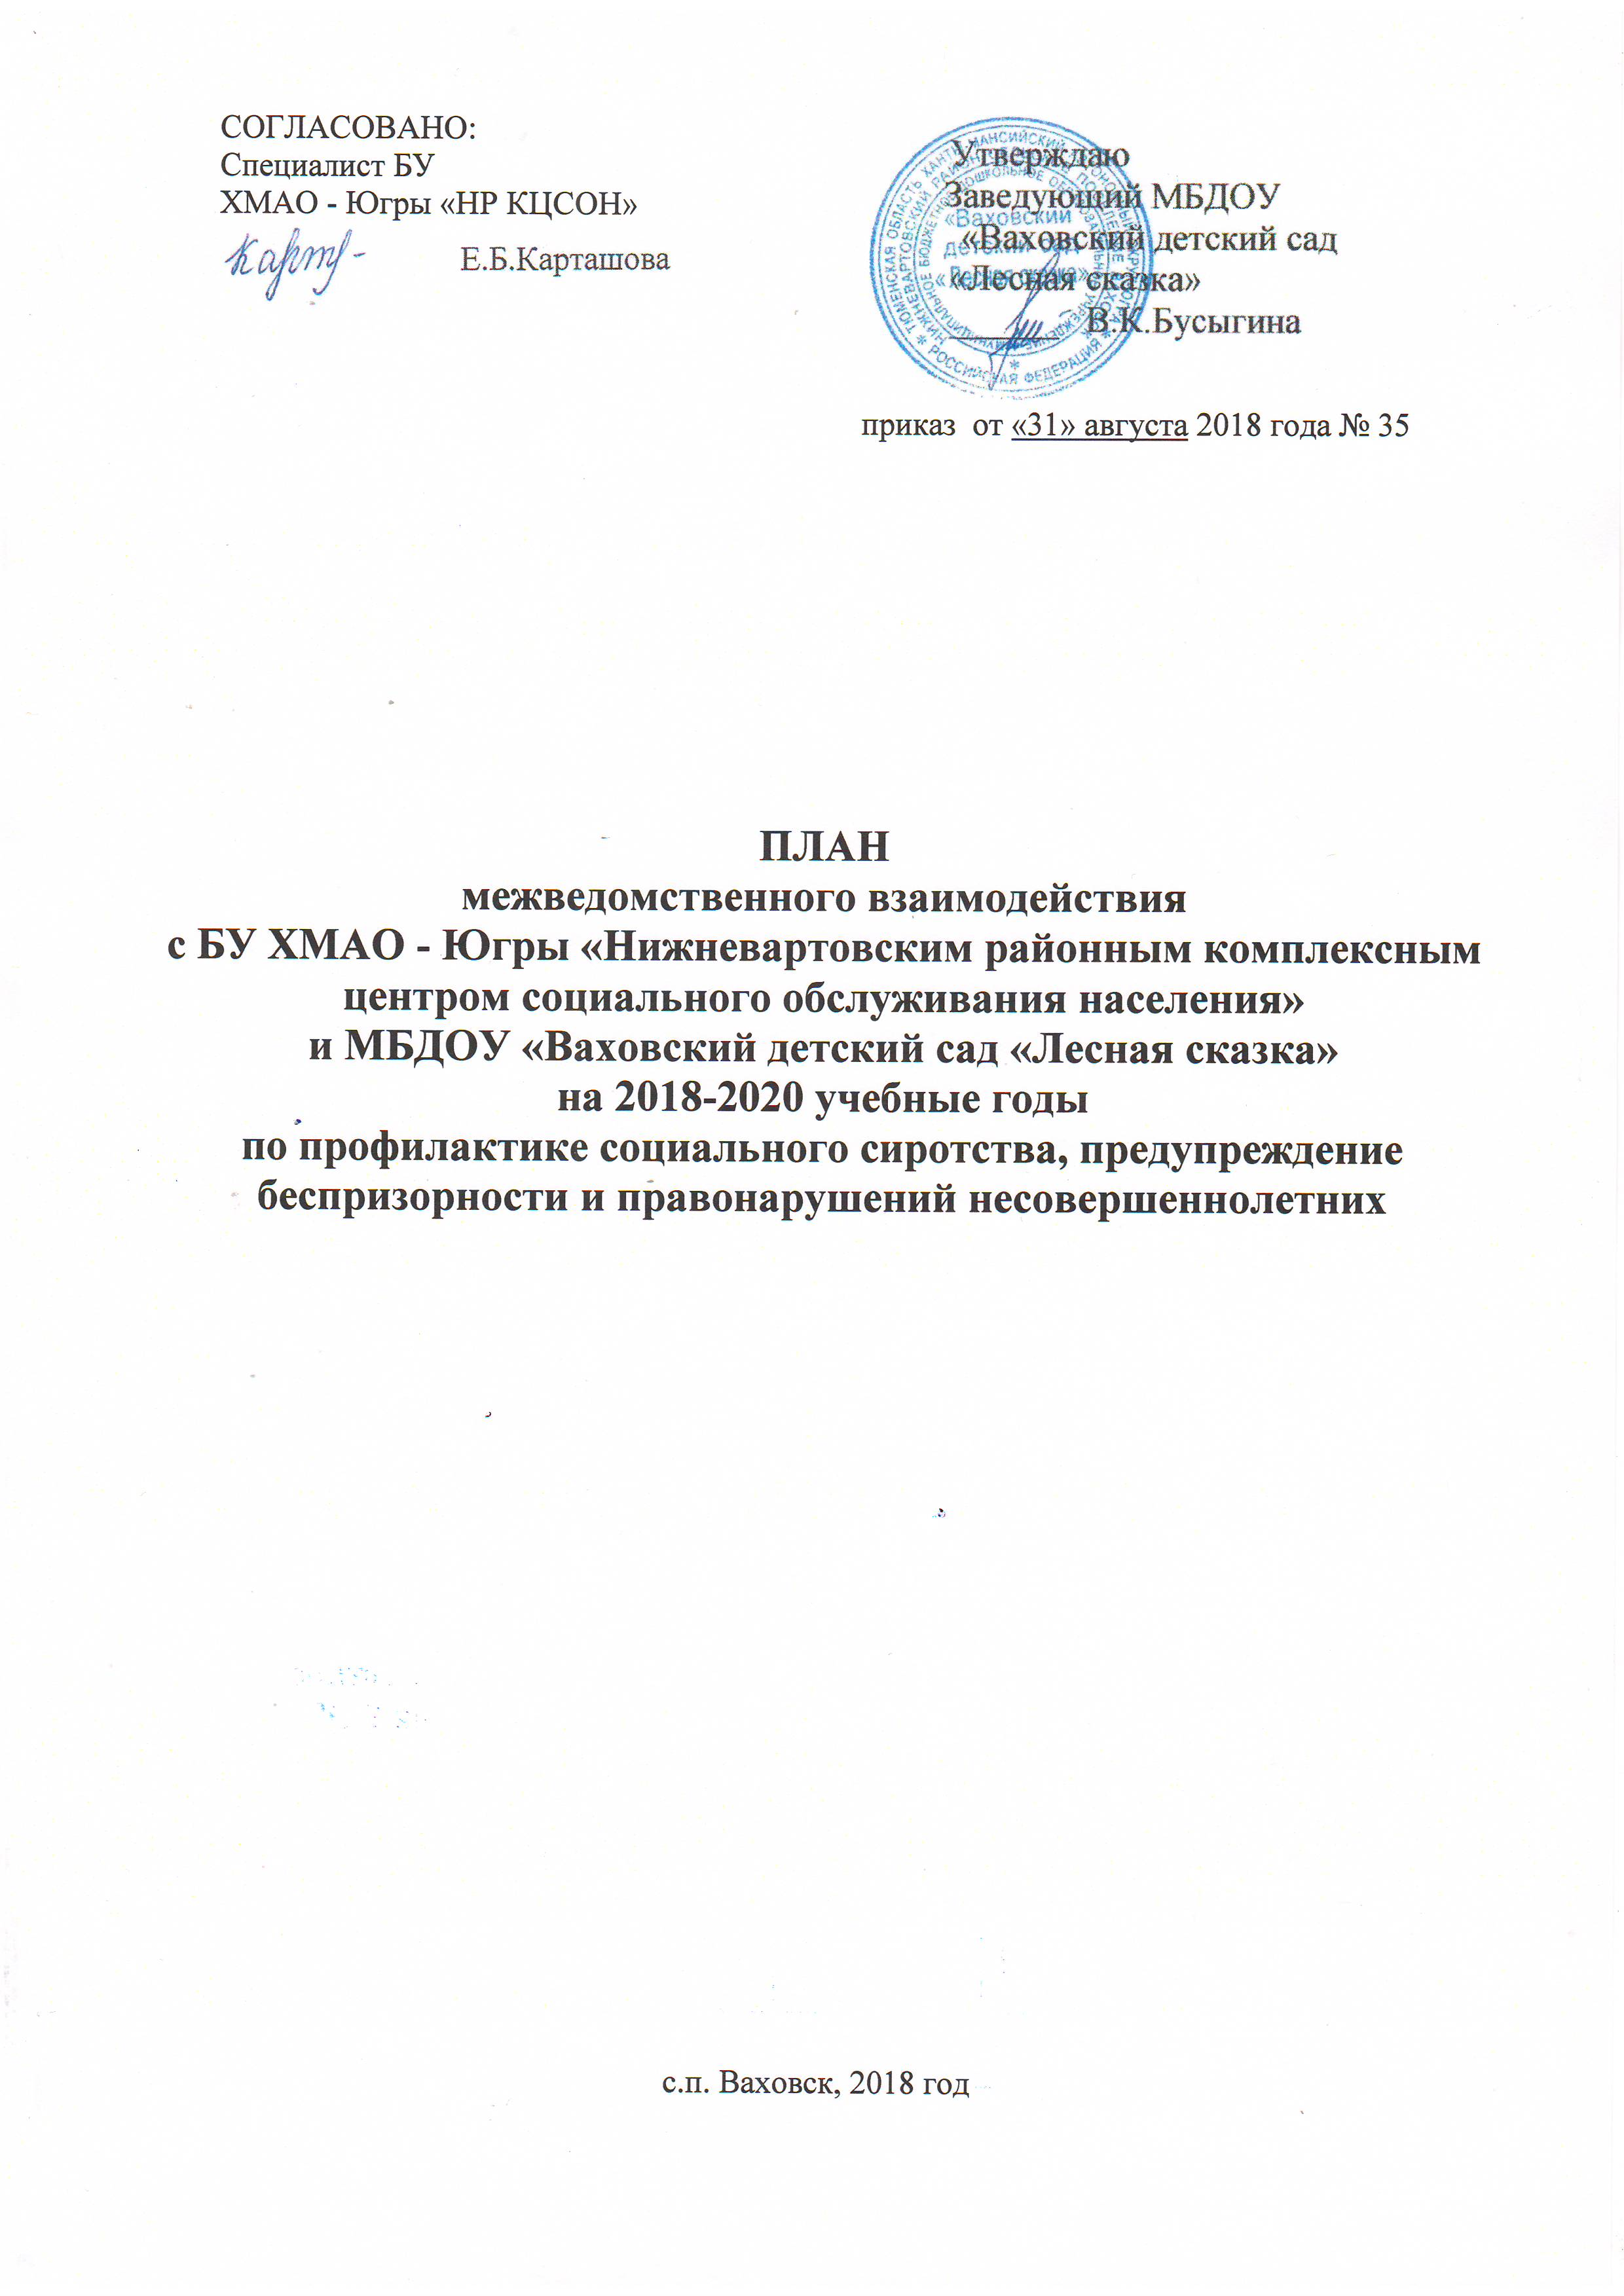 СОГЛАСОВАНО:
Специалист БУ
ХМАО - Югры «НР КЦСОН»
Е.Б.Карташова
Утверждаю
Заведующий МБДОУ
«Ваховский детский сад
«Лесная сказка»
В.К.Бусыгина
приказ от «31» августа 2018 года № 35
ПЛАН
межведомственного взаимодействия
с БУ ХМАО - Югры «Нижневартовским районным комплексным
центром социального обслуживания населения»
и МБДОУ «Ваховский детский сад «Лесная сказка»
на 2018-2020 учебные годы
по профилактике социального сиротства, предупреждение
беспризорности и правонарушений несовершеннолетних
с.п. Ваховск, 2018 год